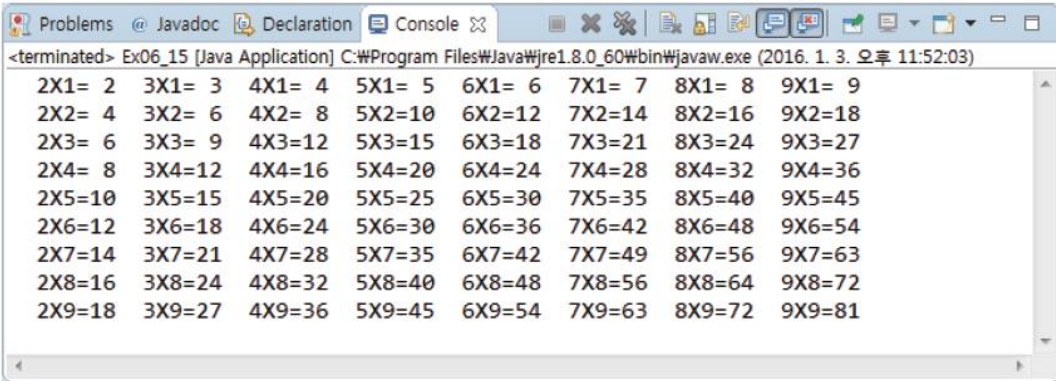 Problems @ Javadoc Declaration Console
<terminated> Ex06_15 [Java Application] C:₩Program Files₩Java₩jre1.8.0_60₩bin₩javaw.exe (2016. 1. 3. 오후 11:52:03)
2X1= 2 3X1= 3 4X1= 4 5X1= 5 6X1= 6 7X1= 7 8X1= 8 9X1= 9
2X2= 4 3X2= 6 4X2= 8 5X2=10 6X2=12 7X2=14 8X2=16 9X2=18
2X3= 6 3X3= 9 4X3=12 5X3=15 6X3=18 7X3=21 8X3=24 9X3=27
2X4= 8 3X4=12 4X4=16 5X4=20 6X4=24 7X4=28 8X4=32 9X4=36
2X5=10 3X5=15 4X5=20 5X5=25 6X5=30 7X5=35 8X5=40 9X5=45
2X6=12 3X6=18 4X6=24 5X6=30 6X6=36 7X6=42 8X6=48 9X6=54
2X7=14 3X7=21 4X7=28 5X7=35 6X7=42 7X7=49 8X7=56 9X7=63
2X8=16 3X8=24 4X8=32 5X8=40 6X8=48 7X8=56 8X8=64 9X8=72
2X9=18 3X9=27 4X9=36 5X9=45 6X9=54 7X9=63 8X9=72 9X9=81